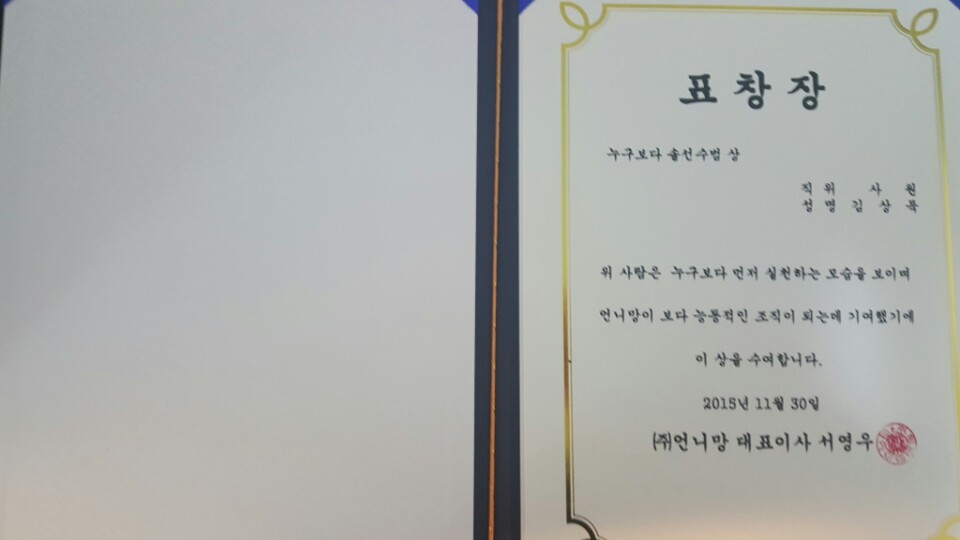 표창장
누구보다 솔선수범 상
직 위 사 원
성 명 김 상 목
위 사람은 누구보다 먼저 실천하는 모습을 보이며
언니망이 보다 능동적인 조직이 되는데 기여했기에
이 상을 수여합니다.
2015년 11월 30일
㈜언니망 대표이사 서영우